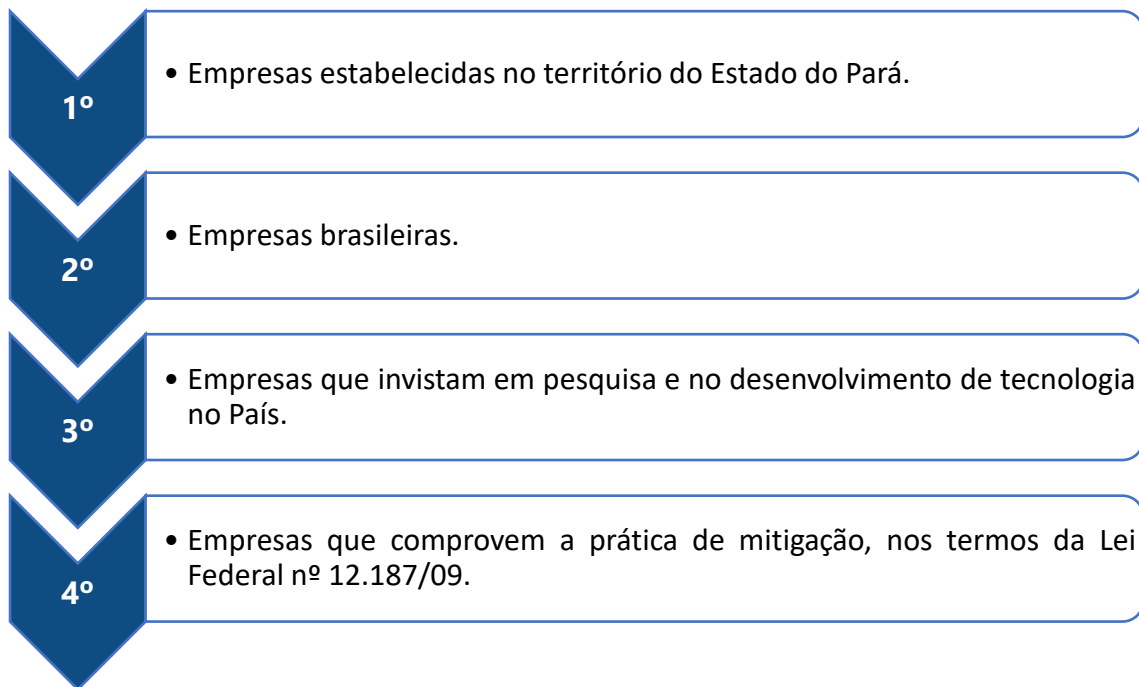 1º
• Empresas estabelecidas no território do Estado do Pará.
2º
• Empresas brasileiras.
3º
• Empresas que invistam em pesquisa e no desenvolvimento de tecnologia
no País.
4º
• Empresas que comprovem a prática de mitigação, nos termos da Lei
Federal nº 12.187/09.